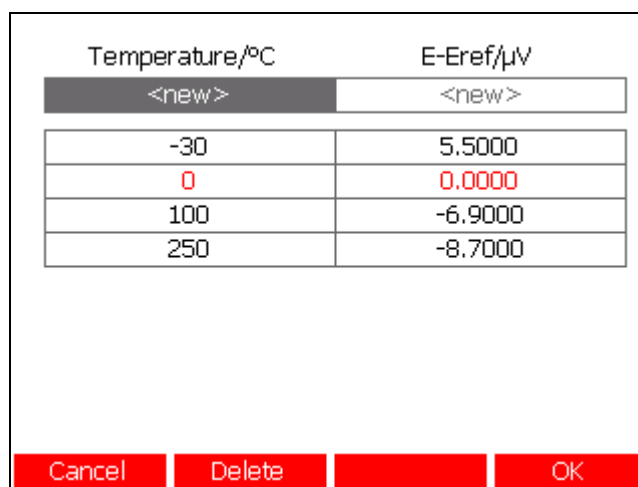 Temperature/ºC E-Eref/µV
<new> <new>
-30 5.5000
0 0.0000
100 -6.9000
250 -8.7000
Cancel Delete OK